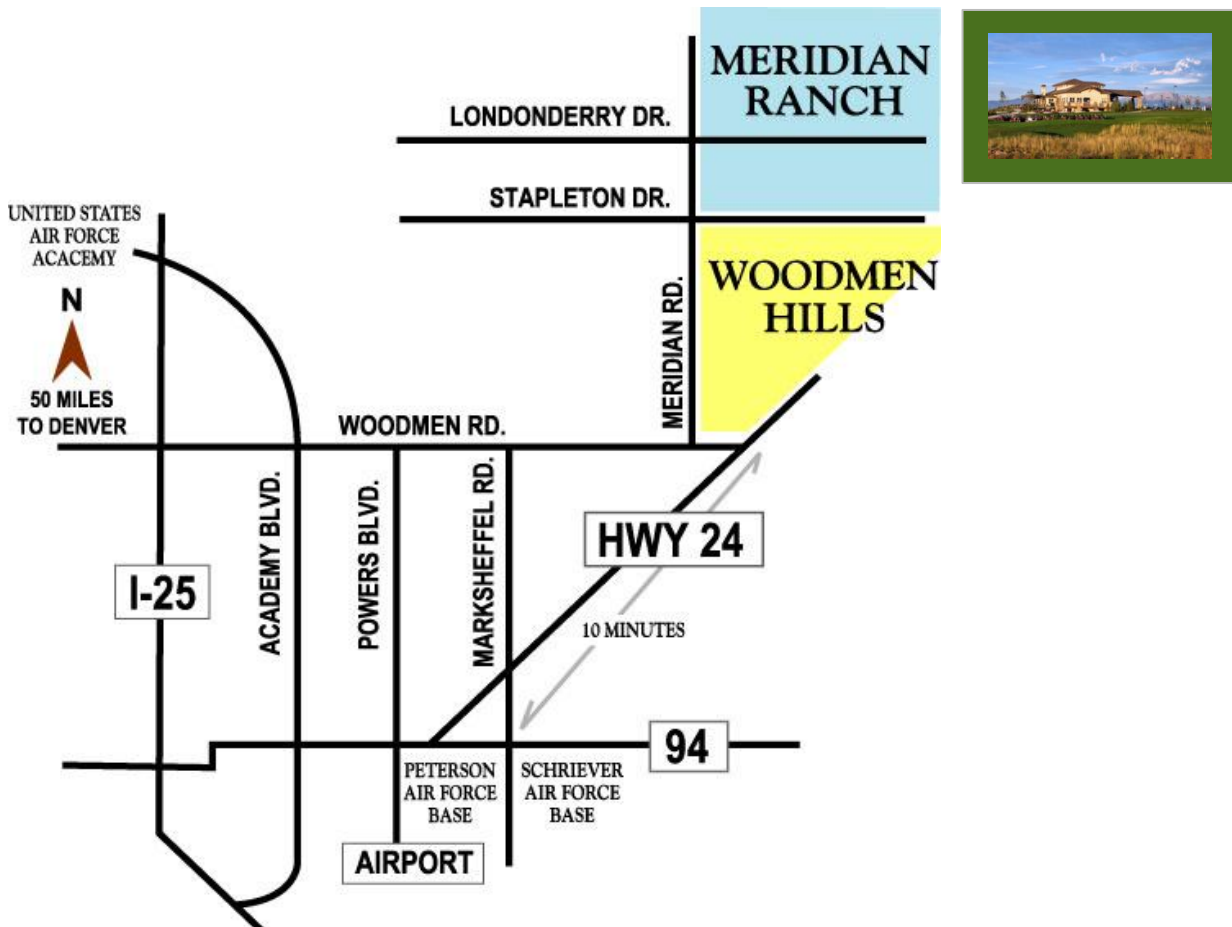 MERIDIAN
RANCH
LONDONDERRY DR.
STAPLETON DR.
UNITED STATES
AIR FORCE
ACACEMY
N
50 MILES
TO DENVER
WOODMEN
HILLS
MERIDIAN RD.
WOODMEN RD.
ACADEMY BLVD.
POWERS BLVD.
MARKSHEFFEL RD.
HWY 24
I-25
10 MINUTES
94
PETERSON
AIR FORCE
BASE
SCHRIEVER
AIR FORCE
BASE
AIRPORT